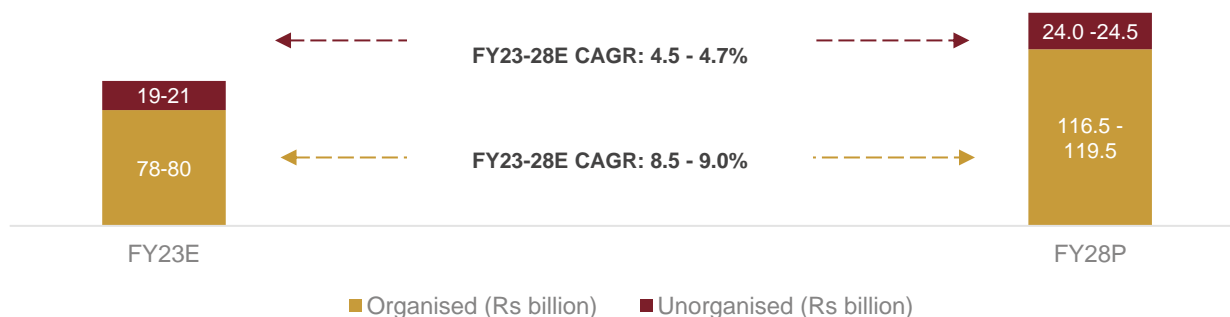 24.0 -24.5
FY23-28E CAGR: 4.5 - 4.7%
19-21
116.5 -
119.5
78-80
FY23-28E CAGR: 8.5 - 9.0%
FY23E
FY28P
Organised (Rs billion)
Unorganised (Rs billion)